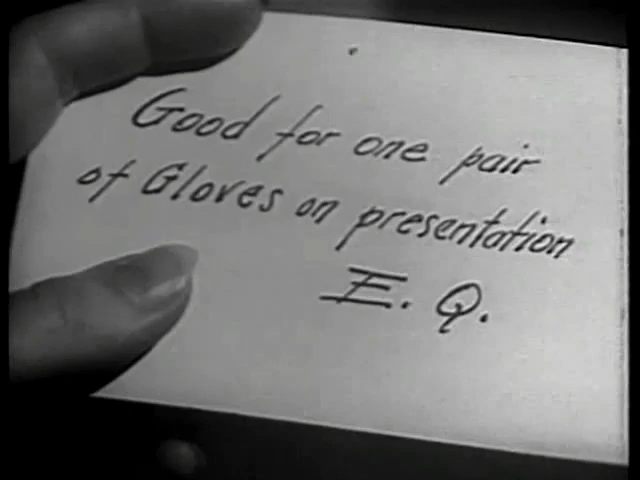 Good for one pair
of Gloves on presentation
E. Q.